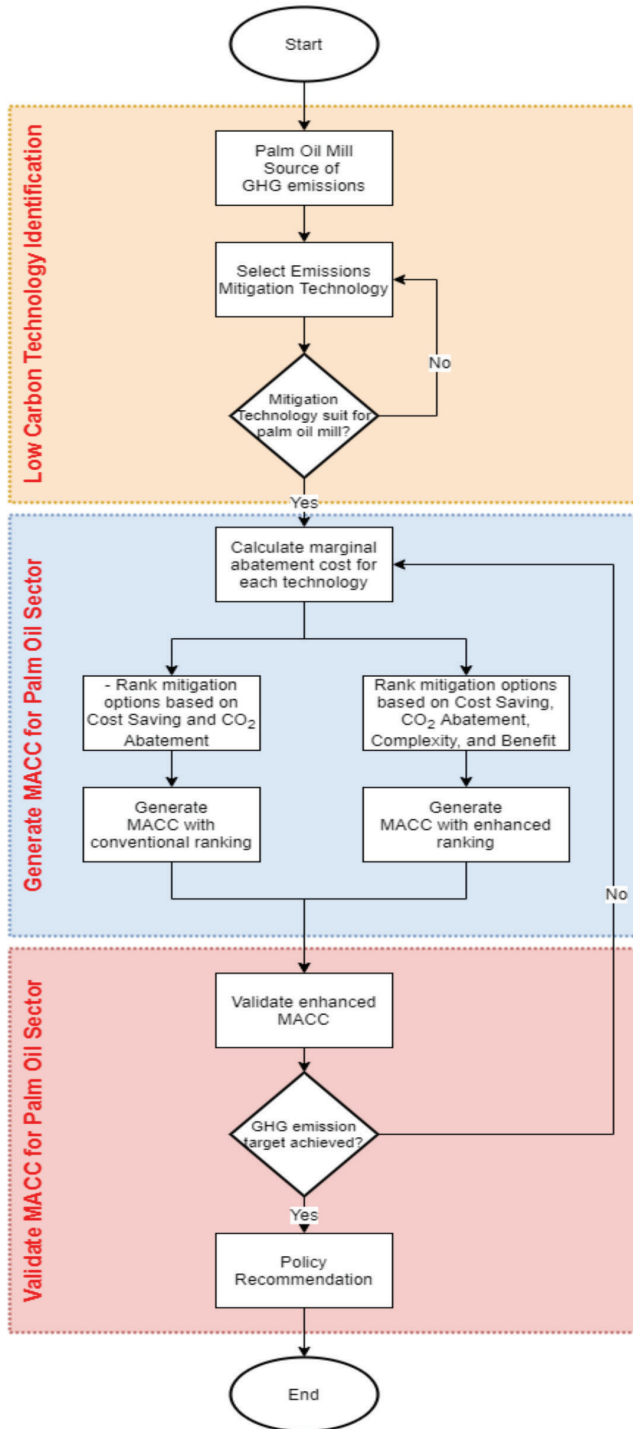 Start
Low Carbon Technology Identification
Palm Oil Mill
Source of
GHG emissions
Select Emissions
Mitigation Technology
No
Mitigation
Technology suit for
palm oil mill?
Yes
Generate MACC for Palm Oil Sector
Calculate marginal
abatement cost for
each technology
- Rank mitigation
options based on
Cost Saving and CO₂
Abatement
Rank mitigation options
based on Cost Saving,
CO₂ Abatement,
Complexity, and Benefit
Generate
MACC with
conventional ranking
Generate
MACC with enhanced
ranking
No
Validate MACC for Palm Oil Sector
Validate enhanced
MACC
GHG emission
target achieved?
Yes
Policy
Recommendation
End